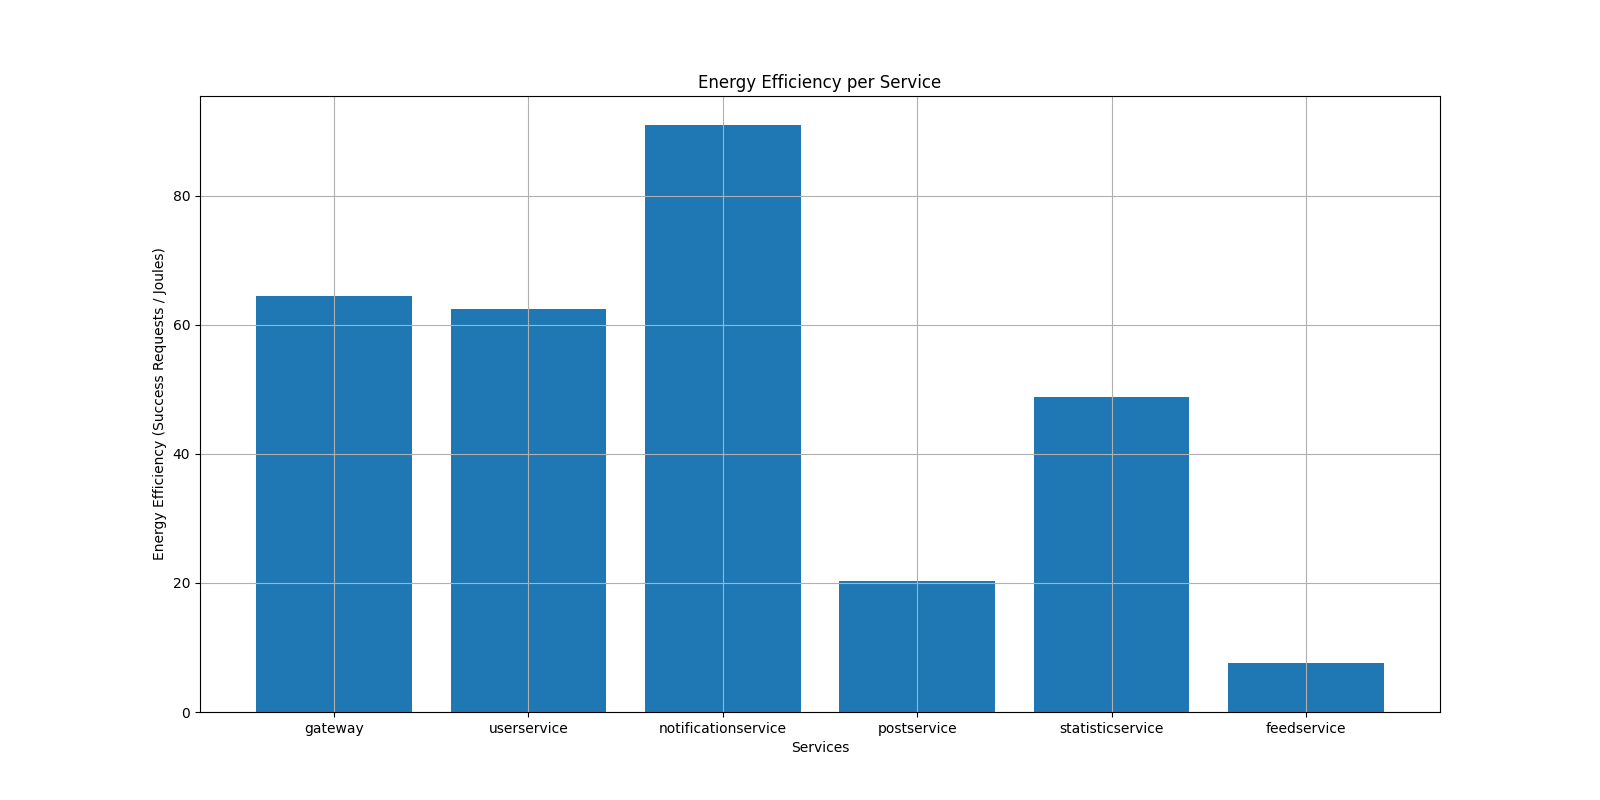 Energy Efficiency per Service
Energy Efficiency (Success Requests / Joules)
80
60
40
20
0
gateway
userservice
notificationservice
postservice
statisticservice
feedservice
Services